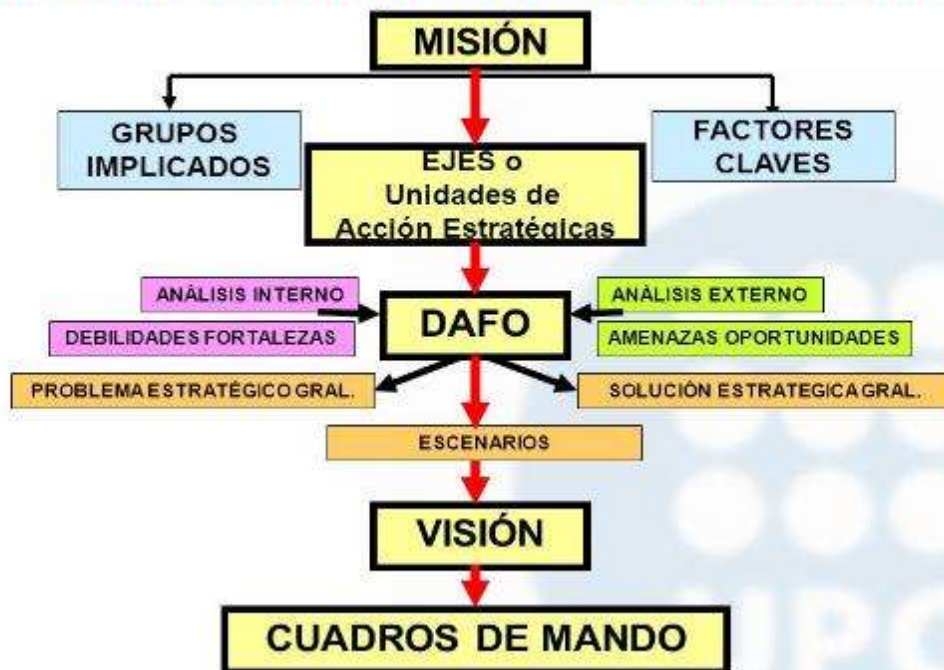 MISIÓN
GRUPOS
IMPLICADOS
FACTORES
CLAVES
EJES o
Unidades de
Acción Estratégicas
ANÁLISIS INTERNO
DEBILIDADES FORTALEZAS
DAFO
ANÁLISIS EXTERNO
AMENAZAS OPORTUNIDADES
PROBLEMA ESTRATÉGICO GRAL.
SOLUCIÓN ESTRATEGICA GRAL.
ESCENARIOS
VISIÓN
CUADROS DE MANDO
UPC